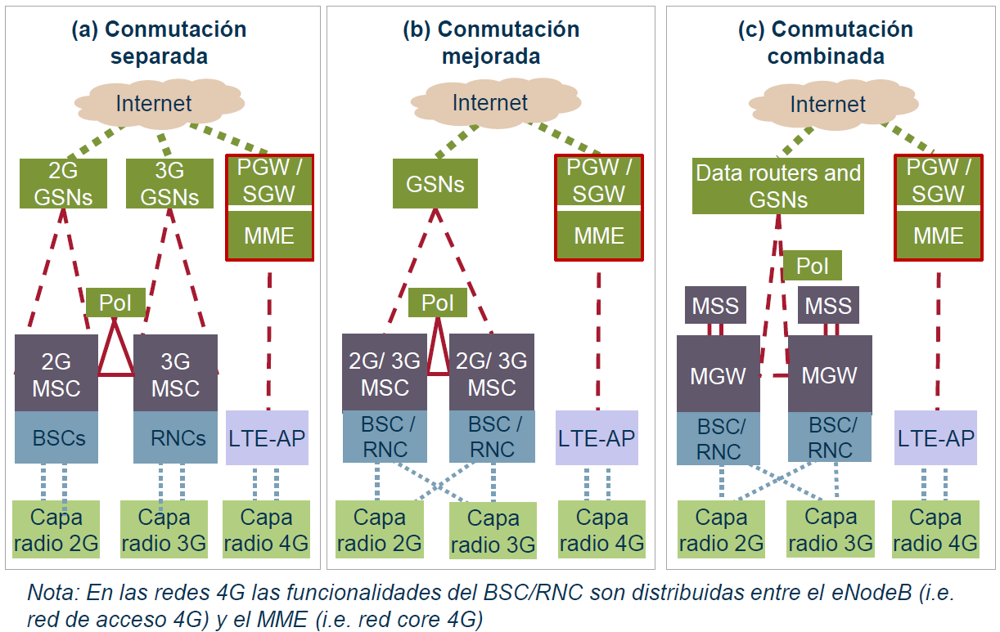 (a) Conmutación
separada
Internet
2G
GSNs
3G
GSNs
PGW /
SGW
MME
PoI
2G
MSC
3G
MSC
BSCs
RNCs
LTE-AP
Capa
radio 2G
Capa
radio 3G
Capa
radio 4G
(b) Conmutación
mejorada
Internet
GSNs
PGW /
SGW
MME
PoI
2G/ 3G
MSC
2G/ 3G
MSC
BSC /
RNC
BSC /
RNC
LTE-AP
Capa
radio 2G
Capa
radio 3G
Capa
radio 4G
(c) Conmutación
combinada
Internet
Data routers and
GSNs
PGW /
SGW
MME
PoI
MSS
MSS
MGW
MGW
BSC/
RNC
BSC/
RNC
LTE-AP
Capa
radio 2G
Capa
radio 3G
Capa
radio 4G
Nota: En las redes 4G las funcionalidades del BSC/RNC son distribuidas entre el eNodeB (i.e.
red de acceso 4G) y el MME (i.e. red core 4G)